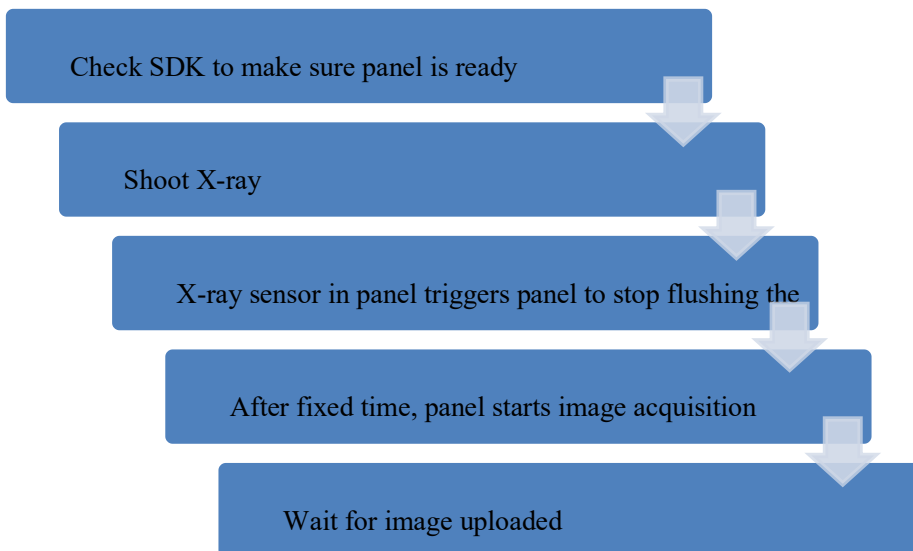 Check SDK to make sure panel is ready
Shoot X-ray
X-ray sensor in panel triggers panel to stop flushing the
After fixed time, panel starts image acquisition
Wait for image uploaded